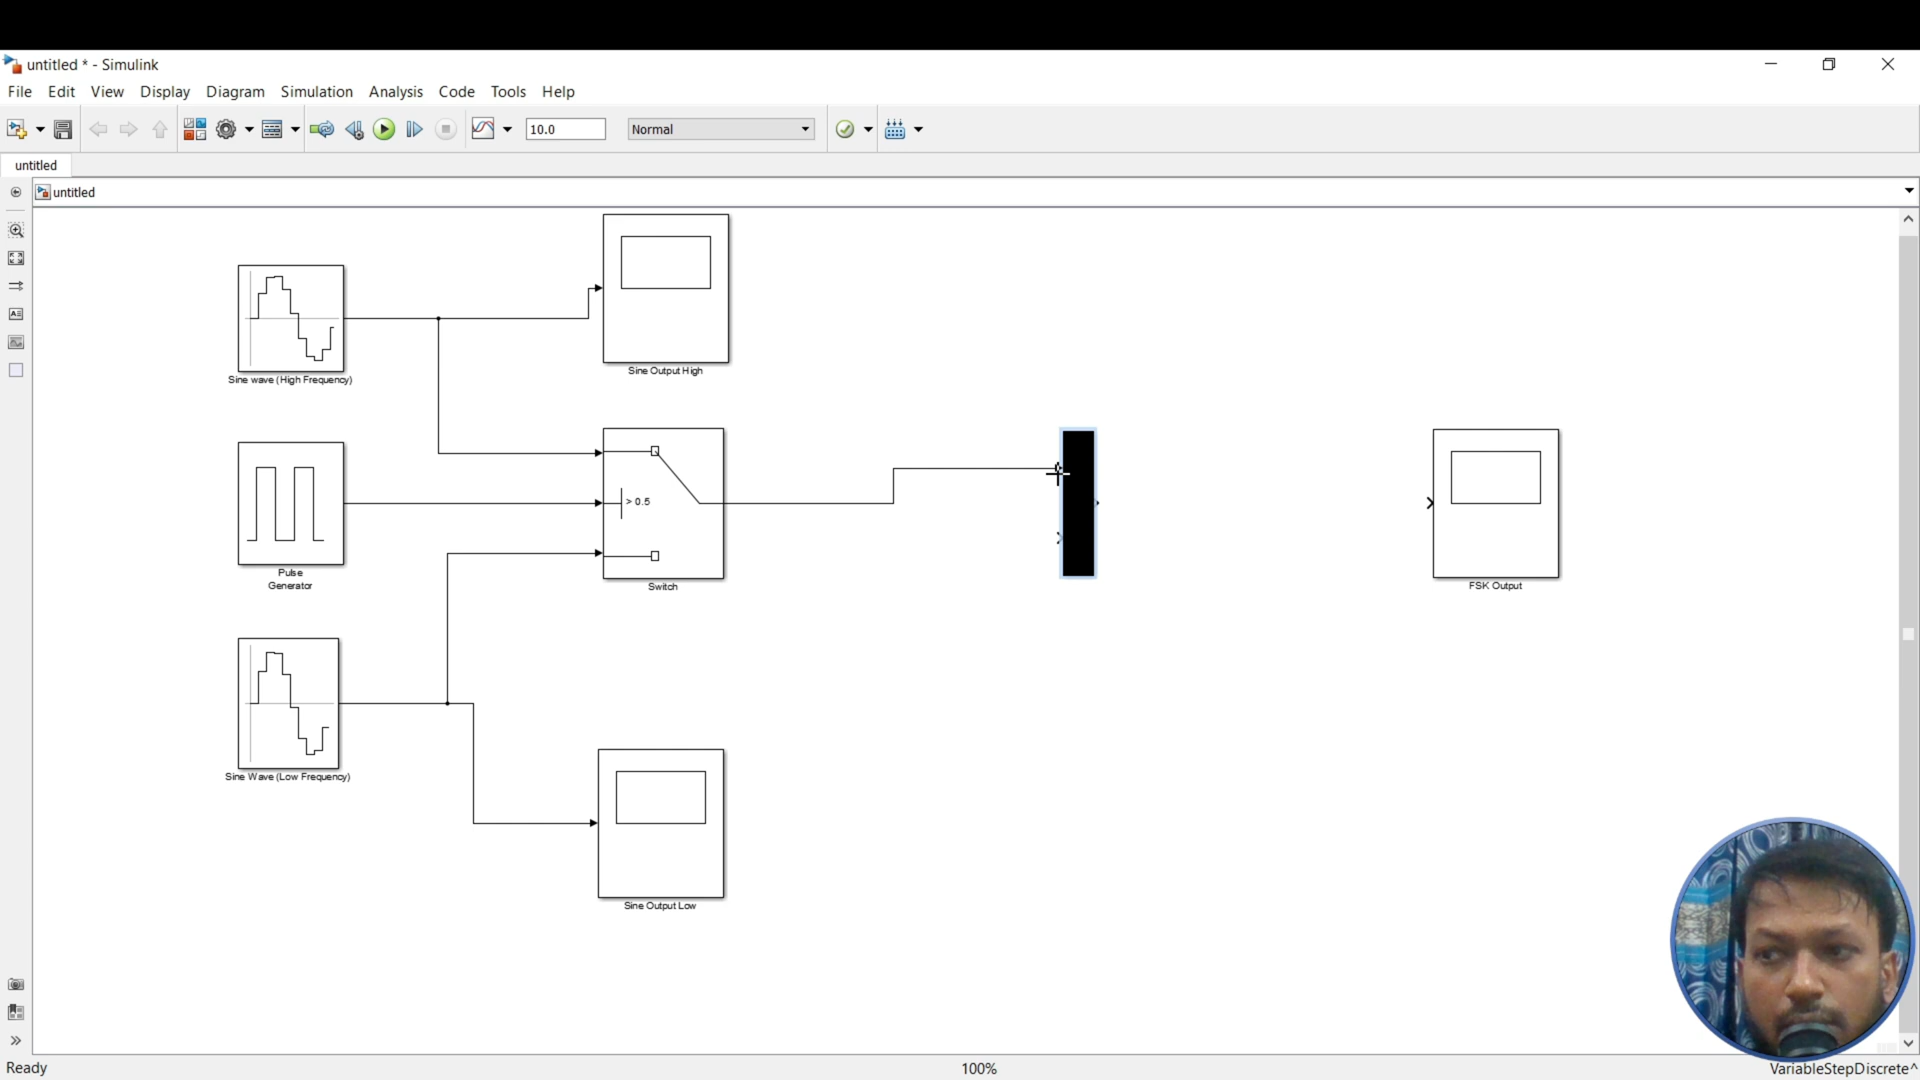 untitled * - Simulink
File Edit View Display Diagram Simulation Analysis Code Tools Help
10.0 Normal
untitled
untitled
Sine wave (High Frequency)
Sine Output High
Pulse
Generator
> 0.5
Switch
FSK Output
Sine Wave (Low Frequency)
Sine Output Low
Ready 100% VariableStepDiscrete^